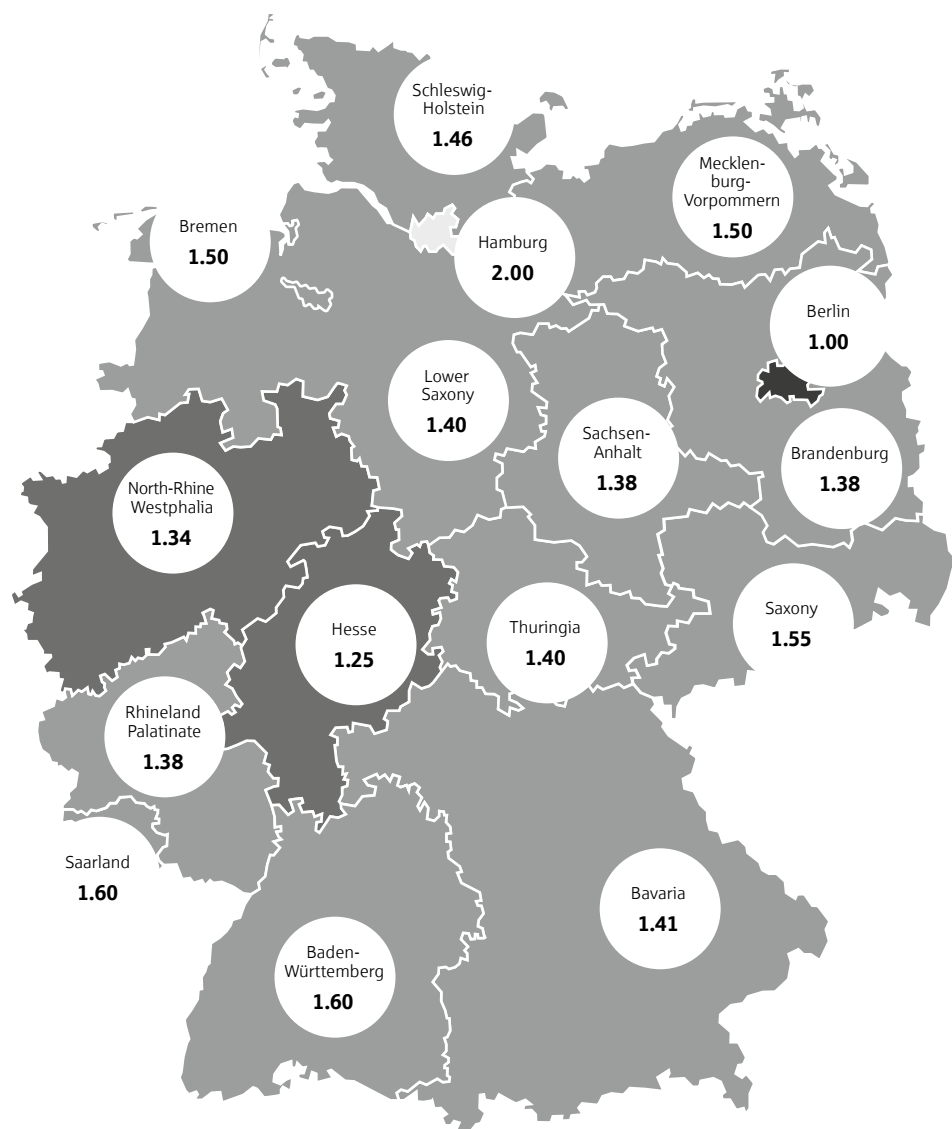 Schleswig-
Holstein
1.46
Mecklen-
burg-
Vorpommern
1.50
Bremen
1.50
Hamburg
2.00
Berlin
1.00
Lower
Saxony
1.40
Sachsen-
Anhalt
1.38
Brandenburg
1.38
North-Rhine
Westphalia
1.34
Hesse
1.25
Thuringia
1.40
Saxony
1.55
Rhineland
Palatinate
1.38
Saarland
1.60
Bavaria
1.41
Baden-
Württemberg
1.60